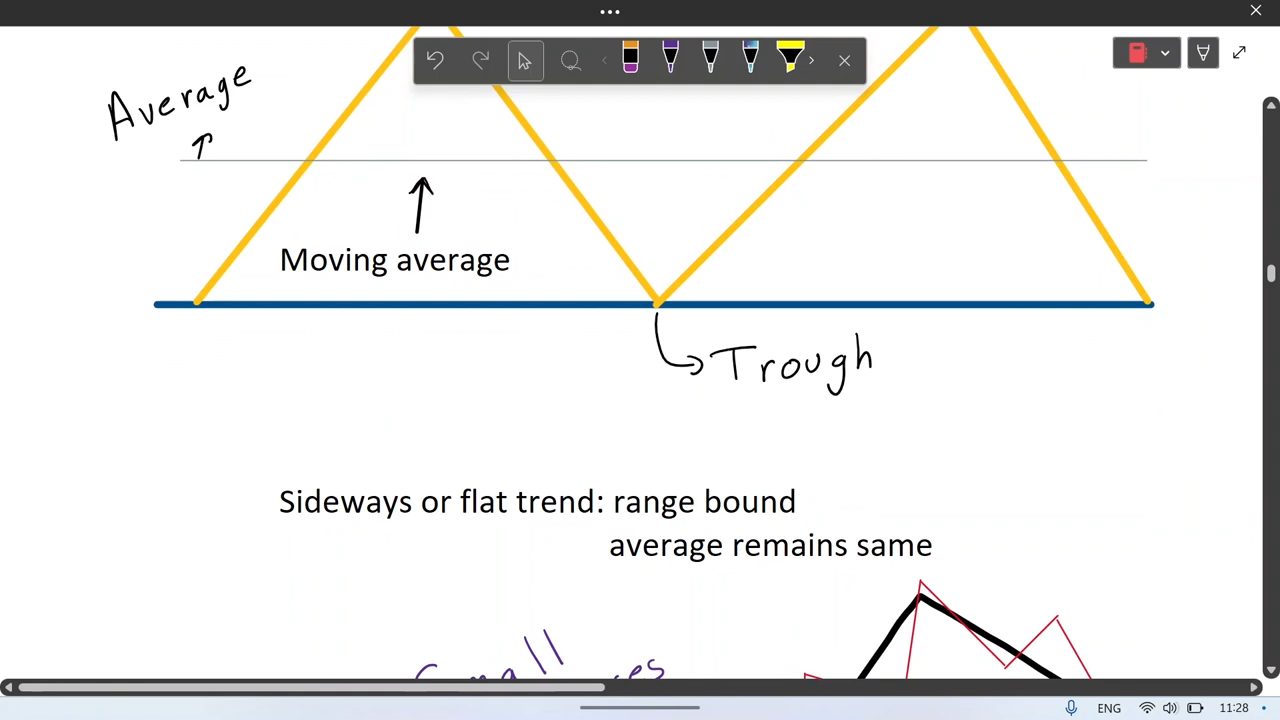 Average
Moving average
Trough
Sideways or flat trend: range bound
average remains same
ENG 11:28